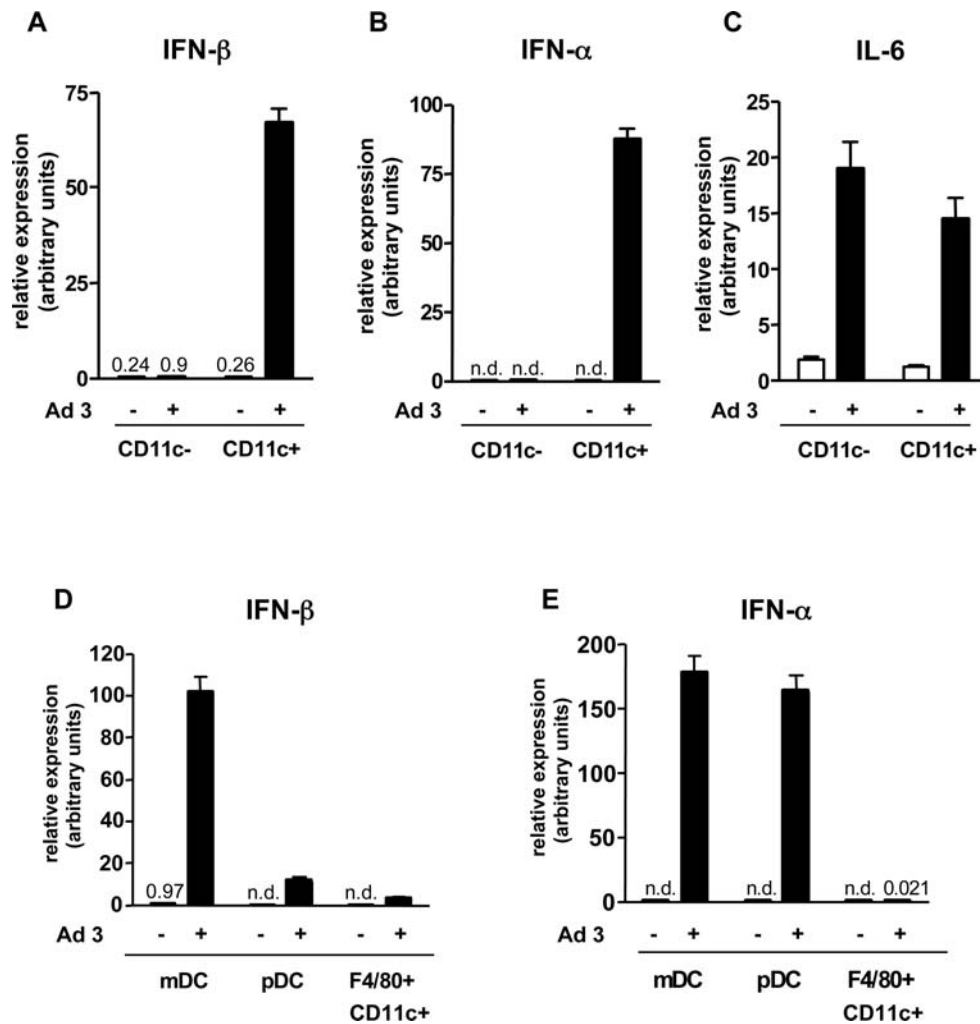 A
IFN-β
relative expression
(arbitrary units)
75
50
25
0
0.24 0.9 0.26
Ad 3 - + - +
CD11c- CD11c+
B
IFN-α
relative expression
(arbitrary units)
100
75
50
25
0
n.d. n.d. n.d.
Ad 3 - + - +
CD11c- CD11c+
C
IL-6
relative expression
(arbitrary units)
25
20
15
10
5
0
Ad 3 - + - +
CD11c- CD11c+
D
IFN-β
relative expression
(arbitrary units)
120
100
80
60
40
20
0
0.97 n.d. n.d.
Ad 3 - + - + - +
mDC pDC F4/80+
CD11c+
E
IFN-α
relative expression
(arbitrary units)
200
150
100
50
0
n.d. n.d. n.d. 0.021
Ad 3 - + - + - +
mDC pDC F4/80+
CD11c+